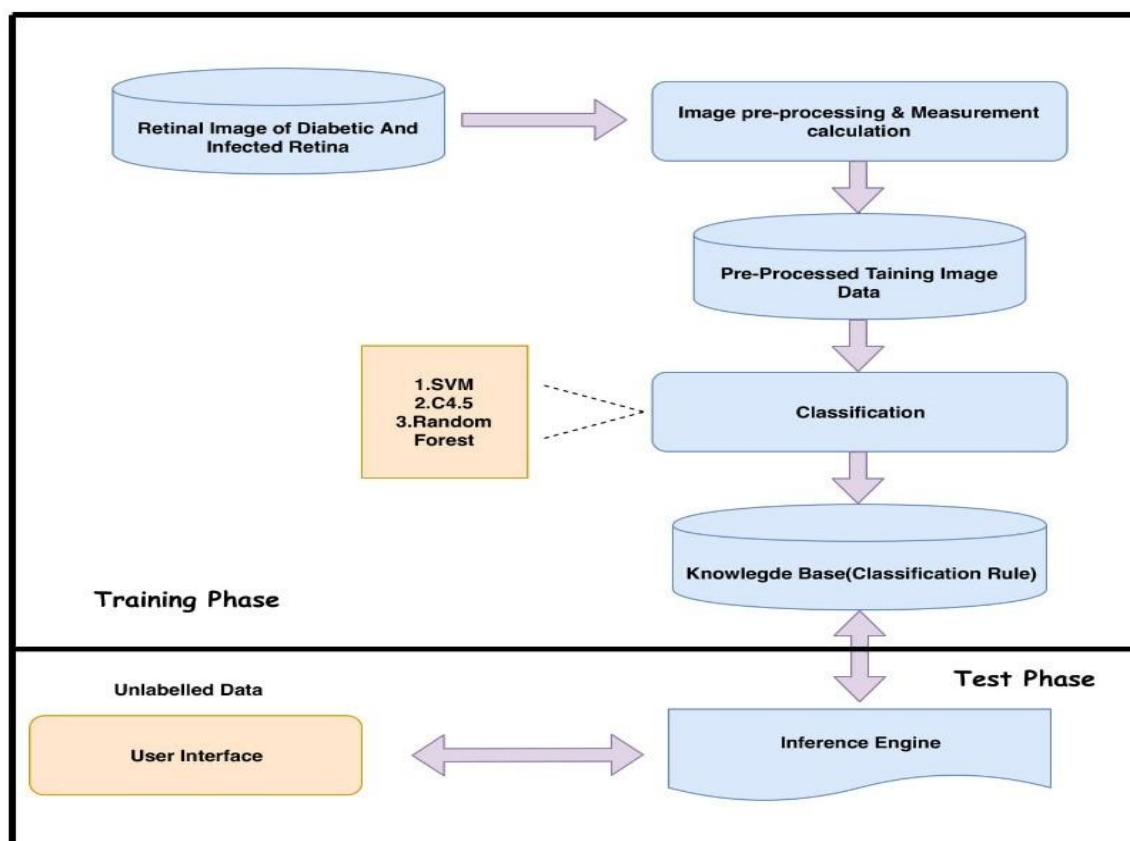 Retinal Image of Diabetic And
Infected Retina
Image pre-processing & Measurement
calculation
Pre-Processed Taining Image
Data
1.SVM
2.C4.5
3.Random
Forest
Classification
Knowlegde Base(Classification Rule)
Training Phase
Test Phase
Unlabelled Data
User Interface
Inference Engine